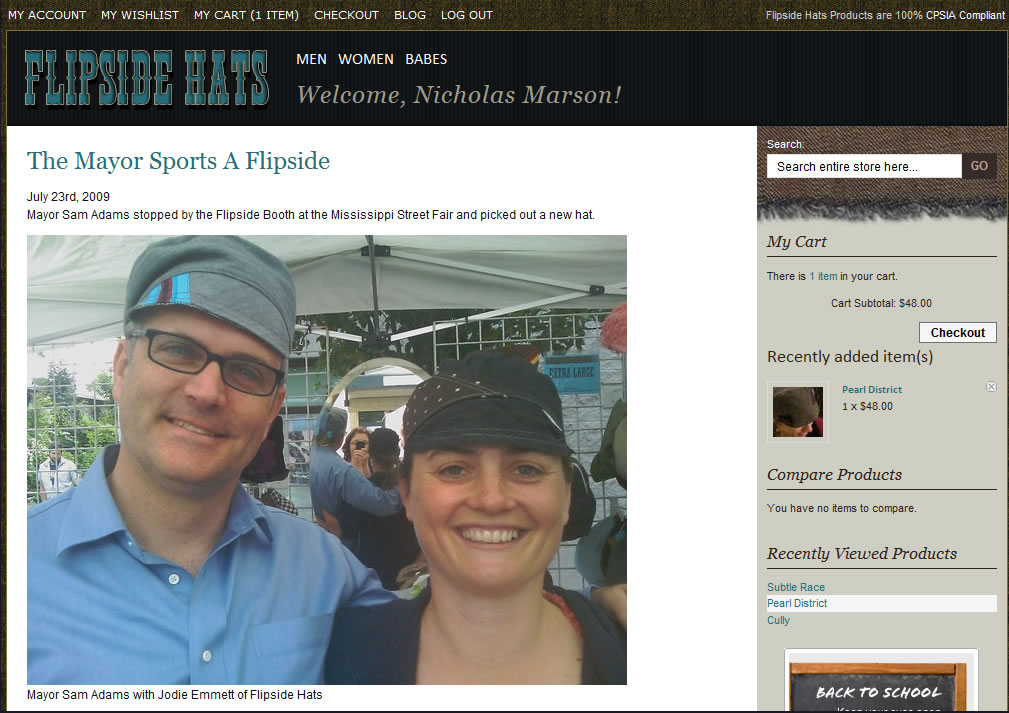 MY ACCOUNT MY WISHLIST MY CART (1 ITEM) CHECKOUT BLOG LOG OUT
Flipside Hats Products are 100% CPSIA Compliant
FLIPSIDE HATS
MEN WOMEN BABES
Welcome, Nicholas Marson!
The Mayor Sports A Flipside
July 23rd, 2009
Mayor Sam Adams stopped by the Flipside Booth at the Mississippi Street Fair and picked out a new hat.
EXTRA LARGE
Mayor Sam Adams with Jodie Emmett of Flipside Hats
Search:
Search entire store here...
GO
My Cart
There is 1 item in your cart.
Cart Subtotal: $48.00
Checkout
Recently added item(s)
Pearl District
1 x $48.00
Compare Products
You have no items to compare.
Recently Viewed Products
Subtle Race
Pearl District
Cully
BACK TO SCHOOL